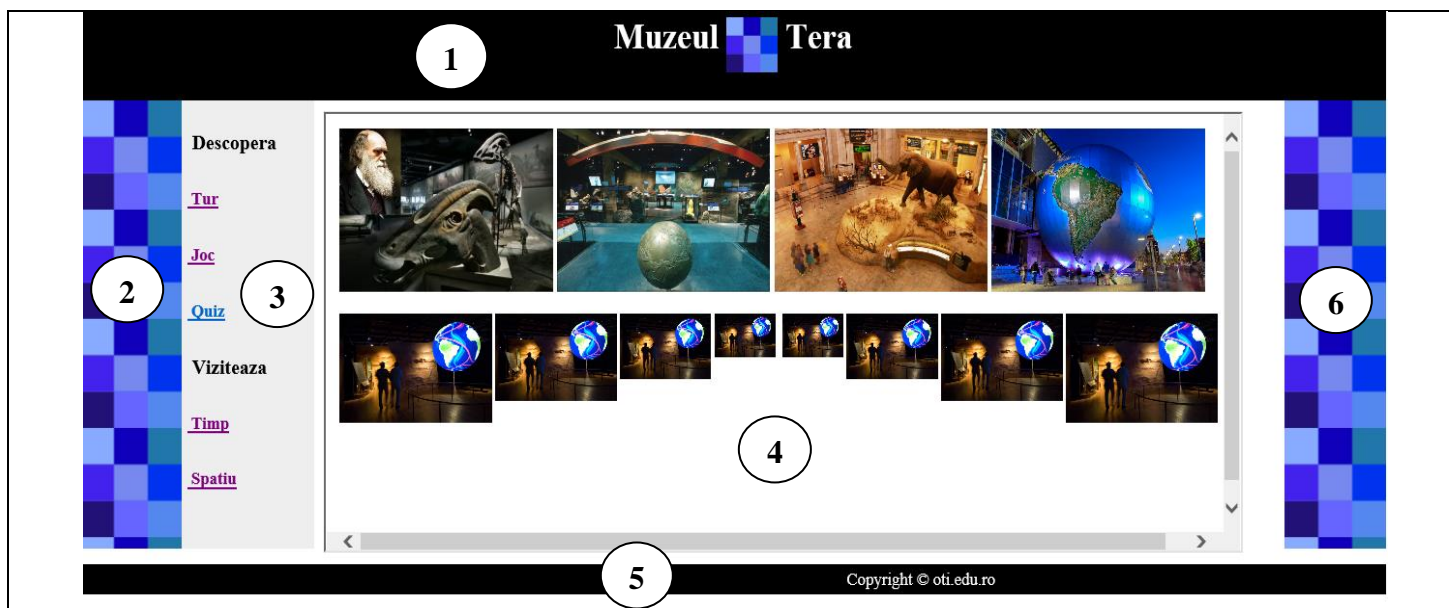 Muzeul Tera
1
Descopera
Tur
Joc
2
3
Quiz
6
Viziteaza
Timp
4
Spatiu
5
Copyright © oti.edu.ro